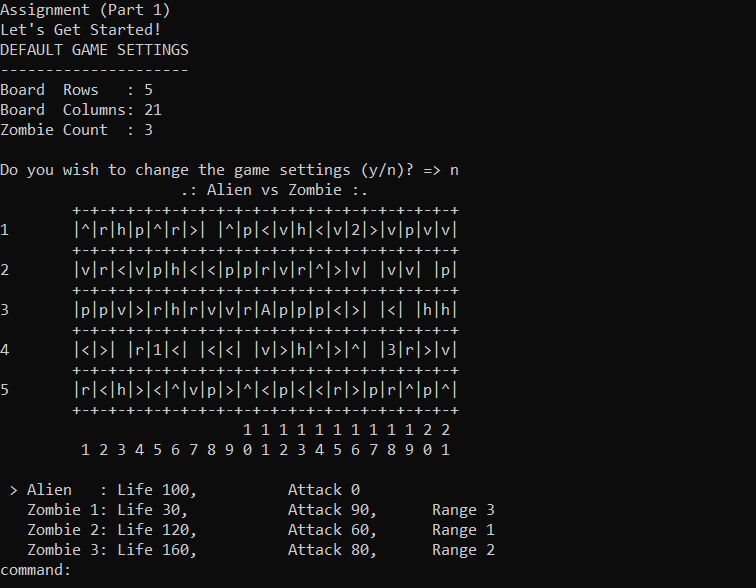 Assignment (Part 1)
Let's Get Started!
DEFAULT GAME SETTINGS
---------------------
Board  Rows   : 5
Board  Columns: 21
Zombie Count  : 3
Do you wish to change the game settings (y/n)? => n
                    .: Alien vs Zombie :.
        +-+-+-+-+-+-+-+-+-+-+-+-+-+-+-+-+-+-+-+-+-+
1       |^|r|h|p|^|r|>| |^|p|<|v|h|<|v|2|>|v|p|v|v|
        +-+-+-+-+-+-+-+-+-+-+-+-+-+-+-+-+-+-+-+-+-+
2       |v|r|<|v|p|h|<|<|p|p|r|v|r|^|>|v| |v|v| |p|
        +-+-+-+-+-+-+-+-+-+-+-+-+-+-+-+-+-+-+-+-+-+
3       |p|p|v|>|r|h|r|v|v|r|A|p|p|p|<|>| |<| |h|h|
        +-+-+-+-+-+-+-+-+-+-+-+-+-+-+-+-+-+-+-+-+-+
4       |<|>| |r|1|<| |<|<| |v|>|h|^|>|^| |3|r|>|v|
        +-+-+-+-+-+-+-+-+-+-+-+-+-+-+-+-+-+-+-+-+-+
5       |r|<|h|>|<|^|v|p|>|^|<|p|<|<|r|>|p|r|^|p|^|
        +-+-+-+-+-+-+-+-+-+-+-+-+-+-+-+-+-+-+-+-+-+
                           1 1 1 1 1 1 1 1 1 1 2 2
         1 2 3 4 5 6 7 8 9 0 1 2 3 4 5 6 7 8 9 0 1
 > Alien   : Life 100,          Attack 0
   Zombie 1: Life 30,           Attack 90,      Range 3
   Zombie 2: Life 120,          Attack 60,      Range 1
   Zombie 3: Life 160,          Attack 80,      Range 2
command: